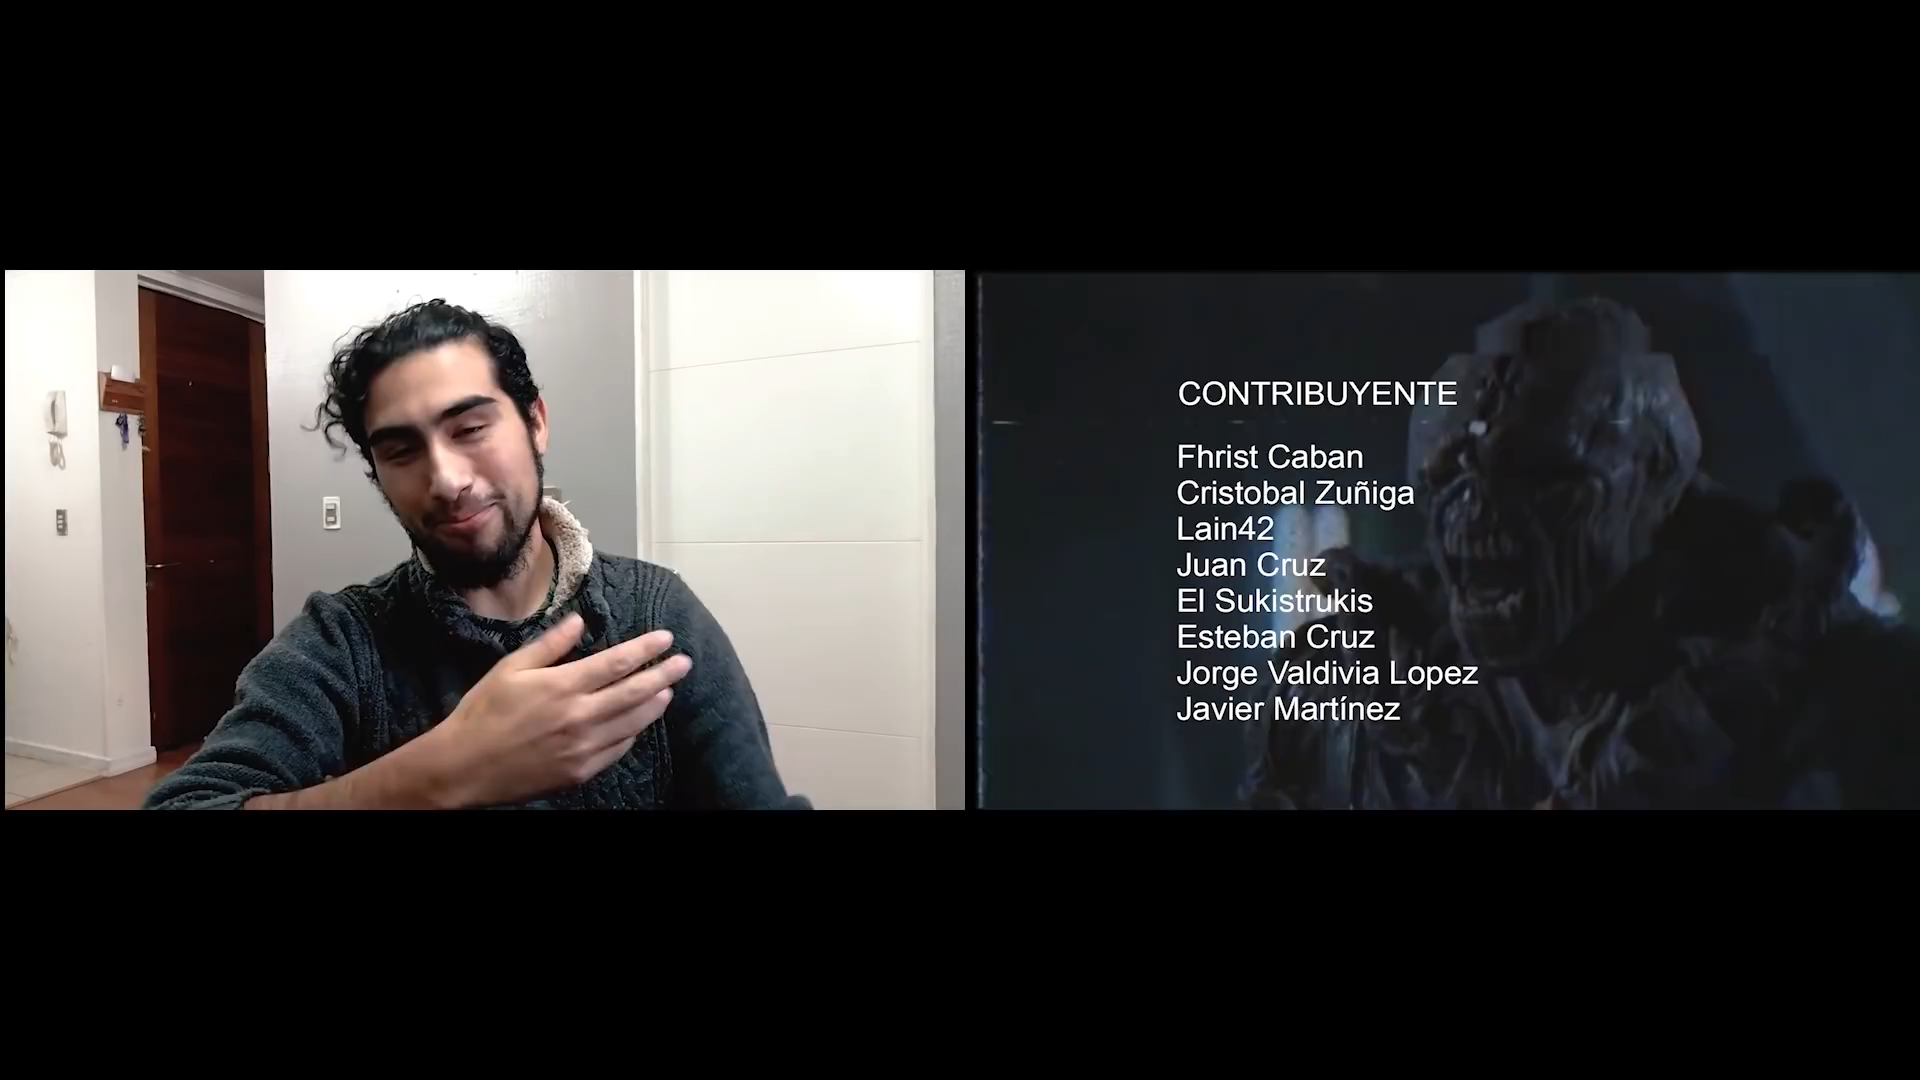 CONTRIBUYENTE
Fhrist Caban
Cristobal Zuñiga
Lain42
Juan Cruz
El Sukistrukis
Esteban Cruz
Jorge Valdivia Lopez
Javier Martínez